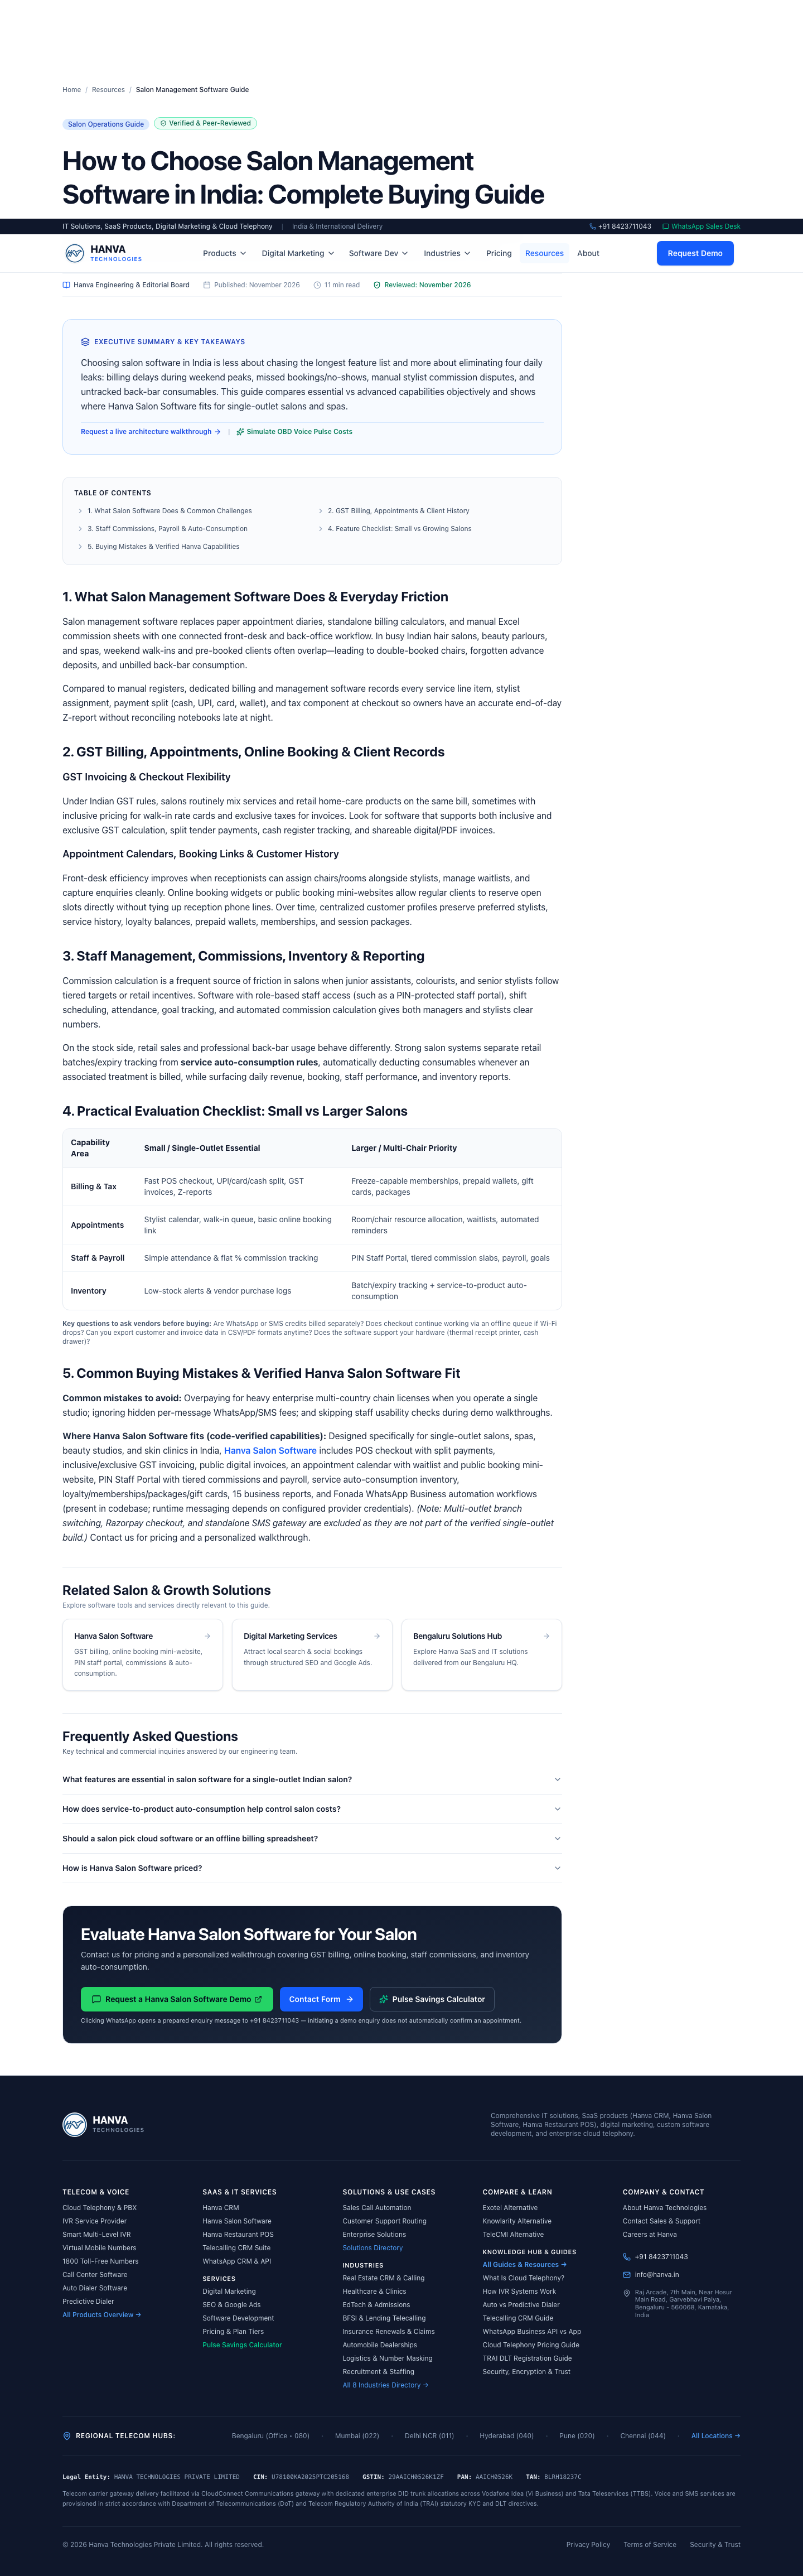 Home / Resources / Salon Management Software Guide
Salon Operations Guide
Verified & Peer-Reviewed
How to Choose Salon Management
Software in India: Complete Buying Guide
IT Solutions, SaaS Products, Digital Marketing & Cloud Telephony | India & International Delivery
+91 8423711043
WhatsApp Sales Desk
HANVA
TECHNOLOGIES
Products
Digital Marketing
Software Dev
Industries
Pricing
Resources
About
Request Demo
Hanva Engineering & Editorial Board
Published: November 2026
11 min read
Reviewed: November 2026
EXECUTIVE SUMMARY & KEY TAKEAWAYS
Choosing salon software in India is less about chasing the longest feature list and more about eliminating four daily
leaks: billing delays during weekend peaks, missed bookings/no-shows, manual stylist commission disputes, and
untracked back-bar consumables. This guide compares essential vs advanced capabilities objectively and shows
where Hanva Salon Software fits for single-outlet salons and spas.
Request a live architecture walkthrough → | Simulate OBD Voice Pulse Costs
TABLE OF CONTENTS
1. What Salon Software Does & Common Challenges
2. GST Billing, Appointments & Client History
3. Staff Commissions, Payroll & Auto-Consumption
4. Feature Checklist: Small vs Growing Salons
5. Buying Mistakes & Verified Hanva Capabilities
1. What Salon Management Software Does & Everyday Friction
Salon management software replaces paper appointment diaries, standalone billing calculators, and manual Excel
commission sheets with one connected front-desk and back-office workflow. In busy Indian hair salons, beauty parlours,
and spas, weekend walk-ins and pre-booked clients often overlap—leading to double-booked chairs, forgotten advance
deposits, and unbilled back-bar consumption.
Compared to manual registers, dedicated billing and management software records every service line item, stylist
assignment, payment split (cash, UPI, card, wallet), and tax component at checkout so owners have an accurate end-of-day
Z-report without reconciling notebooks late at night.
2. GST Billing, Appointments, Online Booking & Client Records
GST Invoicing & Checkout Flexibility
Under Indian GST rules, salons routinely mix services and retail home-care products on the same bill, sometimes with
inclusive pricing for walk-in rate cards and exclusive taxes for invoices. Look for software that supports both inclusive and
exclusive GST calculation, split tender payments, cash register tracking, and shareable digital/PDF invoices.
Appointment Calendars, Booking Links & Customer History
Front-desk efficiency improves when receptionists can assign chairs/rooms alongside stylists, manage waitlists, and
capture enquiries cleanly. Online booking widgets or public booking mini-websites allow regular clients to reserve open
slots directly without tying up reception phone lines. Over time, centralized customer profiles preserve preferred stylists,
service history, loyalty balances, prepaid wallets, memberships, and session packages.
3. Staff Management, Commissions, Inventory & Reporting
Commission calculation is a frequent source of friction in salons when junior assistants, colourists, and senior stylists follow
tiered targets or retail incentives. Software with role-based staff access (such as a PIN-protected staff portal), shift
scheduling, attendance, goal tracking, and automated commission calculation gives both managers and stylists clear
numbers.
On the stock side, retail sales and professional back-bar usage behave differently. Strong salon systems separate retail
batches/expiry tracking from service auto-consumption rules, automatically deducting consumables whenever an
associated treatment is billed, while surfacing daily revenue, booking, staff performance, and inventory reports.
4. Practical Evaluation Checklist: Small vs Larger Salons
Capability
Area
Small / Single-Outlet Essential
Larger / Multi-Chair Priority
Billing & Tax
Fast POS checkout, UPI/card/cash split, GST
invoices, Z-reports
Freeze-capable memberships, prepaid wallets, gift
cards, packages
Appointments
Stylist calendar, walk-in queue, basic online booking
link
Room/chair resource allocation, waitlists, automated
reminders
Staff & Payroll
Simple attendance & flat % commission tracking
PIN Staff Portal, tiered commission slabs, payroll, goals
Inventory
Low-stock alerts & vendor purchase logs
Batch/expiry tracking + service-to-product auto-
consumption
Key questions to ask vendors before buying: Are WhatsApp or SMS credits billed separately? Does checkout continue working via an offline queue if Wi-Fi
drops? Can you export customer and invoice data in CSV/PDF formats anytime? Does the software support your hardware (thermal receipt printer, cash
drawer)?
5. Common Buying Mistakes & Verified Hanva Salon Software Fit
Common mistakes to avoid: Overpaying for heavy enterprise multi-country chain licenses when you operate a single
studio; ignoring hidden per-message WhatsApp/SMS fees; and skipping staff usability checks during demo walkthroughs.
Where Hanva Salon Software fits (code-verified capabilities): Designed specifically for single-outlet salons, spas,
beauty studios, and skin clinics in India, Hanva Salon Software includes POS checkout with split payments,
inclusive/exclusive GST invoicing, public digital invoices, an appointment calendar with waitlist and public booking mini-
website, PIN Staff Portal with tiered commissions and payroll, service auto-consumption inventory,
loyalty/memberships/packages/gift cards, 15 business reports, and Fonada WhatsApp Business automation workflows
(present in codebase; runtime messaging depends on configured provider credentials). (Note: Multi-outlet branch
switching, Razorpay checkout, and standalone SMS gateway are excluded as they are not part of the verified single-outlet
build.) Contact us for pricing and a personalized walkthrough.
Related Salon & Growth Solutions
Explore software tools and services directly relevant to this guide.
Hanva Salon Software →
GST billing, online booking mini-website,
PIN staff portal, commissions & auto-
consumption.
Digital Marketing Services →
Attract local search & social bookings
through structured SEO and Google Ads.
Bengaluru Solutions Hub →
Explore Hanva SaaS and IT solutions
delivered from our Bengaluru HQ.
Frequently Asked Questions
Key technical and commercial inquiries answered by our engineering team.
What features are essential in salon software for a single-outlet Indian salon?
How does service-to-product auto-consumption help control salon costs?
Should a salon pick cloud software or an offline billing spreadsheet?
How is Hanva Salon Software priced?
Evaluate Hanva Salon Software for Your Salon
Contact us for pricing and a personalized walkthrough covering GST billing, online booking, staff commissions, and inventory
auto-consumption.
Request a Hanva Salon Software Demo
Contact Form →
Pulse Savings Calculator
Clicking WhatsApp opens a prepared enquiry message to +91 8423711043 — initiating a demo enquiry does not automatically confirm an appointment.
HANVA
TECHNOLOGIES
Comprehensive IT solutions, SaaS products (Hanva CRM, Hanva Salon
Software, Hanva Restaurant POS), digital marketing, custom software
development, and enterprise cloud telephony.
TELECOM & VOICE
Cloud Telephony & PBX
IVR Service Provider
Smart Multi-Level IVR
Virtual Mobile Numbers
1800 Toll-Free Numbers
Call Center Software
Auto Dialer Software
Predictive Dialer
All Products Overview →
SAAS & IT SERVICES
Hanva CRM
Hanva Salon Software
Hanva Restaurant POS
Telecalling CRM Suite
WhatsApp CRM & API
SERVICES
Digital Marketing
SEO & Google Ads
Software Development
Pricing & Plan Tiers
Pulse Savings Calculator
SOLUTIONS & USE CASES
Sales Call Automation
Customer Support Routing
Enterprise Solutions
Solutions Directory
INDUSTRIES
Real Estate CRM & Calling
Healthcare & Clinics
EdTech & Admissions
BFSI & Lending Telecalling
Insurance Renewals & Claims
Automobile Dealerships
Logistics & Number Masking
Recruitment & Staffing
All 8 Industries Directory →
COMPARE & LEARN
Exotel Alternative
Knowlarity Alternative
TeleCMI Alternative
KNOWLEDGE HUB & GUIDES
All Guides & Resources →
What Is Cloud Telephony?
How IVR Systems Work
Auto vs Predictive Dialer
Telecalling CRM Guide
WhatsApp Business API vs App
Cloud Telephony Pricing Guide
TRAI DLT Registration Guide
Security, Encryption & Trust
COMPANY & CONTACT
About Hanva Technologies
Contact Sales & Support
Careers at Hanva
+91 8423711043
info@hanva.in
Raj Arcade, 7th Main, Near Hosur
Main Road, Garvebhavi Palya,
Bengaluru - 560068, Karnataka,
India
REGIONAL TELECOM HUBS:
Bengaluru (Office • 080) · Mumbai (022) · Delhi NCR (011) · Hyderabad (040) · Pune (020) · Chennai (044) · All Locations →
Legal Entity: HANVA TECHNOLOGIES PRIVATE LIMITED CIN: U78100KA2025PTC205168 GSTIN: 29AAICH0526K1ZF PAN: AAICH0526K TAN: BLRH18237C
Telecom carrier gateway delivery facilitated via CloudConnect Communications gateway with dedicated enterprise DID trunk allocations across Vodafone Idea (Vi Business) and Tata Teleservices (TTBS). Voice and SMS services are
provisioned in strict accordance with Department of Telecommunications (DoT) and Telecom Regulatory Authority of India (TRAI) statutory KYC and DLT directives.
© 2026 Hanva Technologies Private Limited. All rights reserved.
Privacy Policy
Terms of Service
Security & Trust